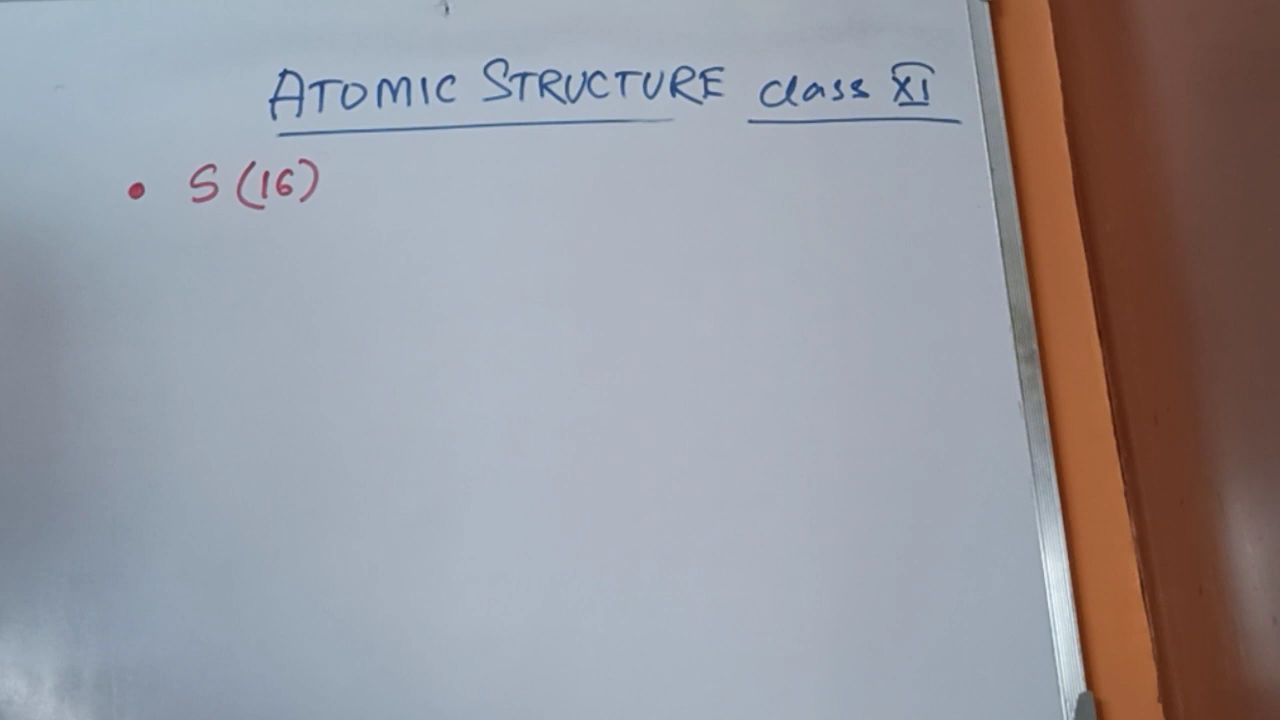 ATOMIC STRUCTURE class XI
• S (16)